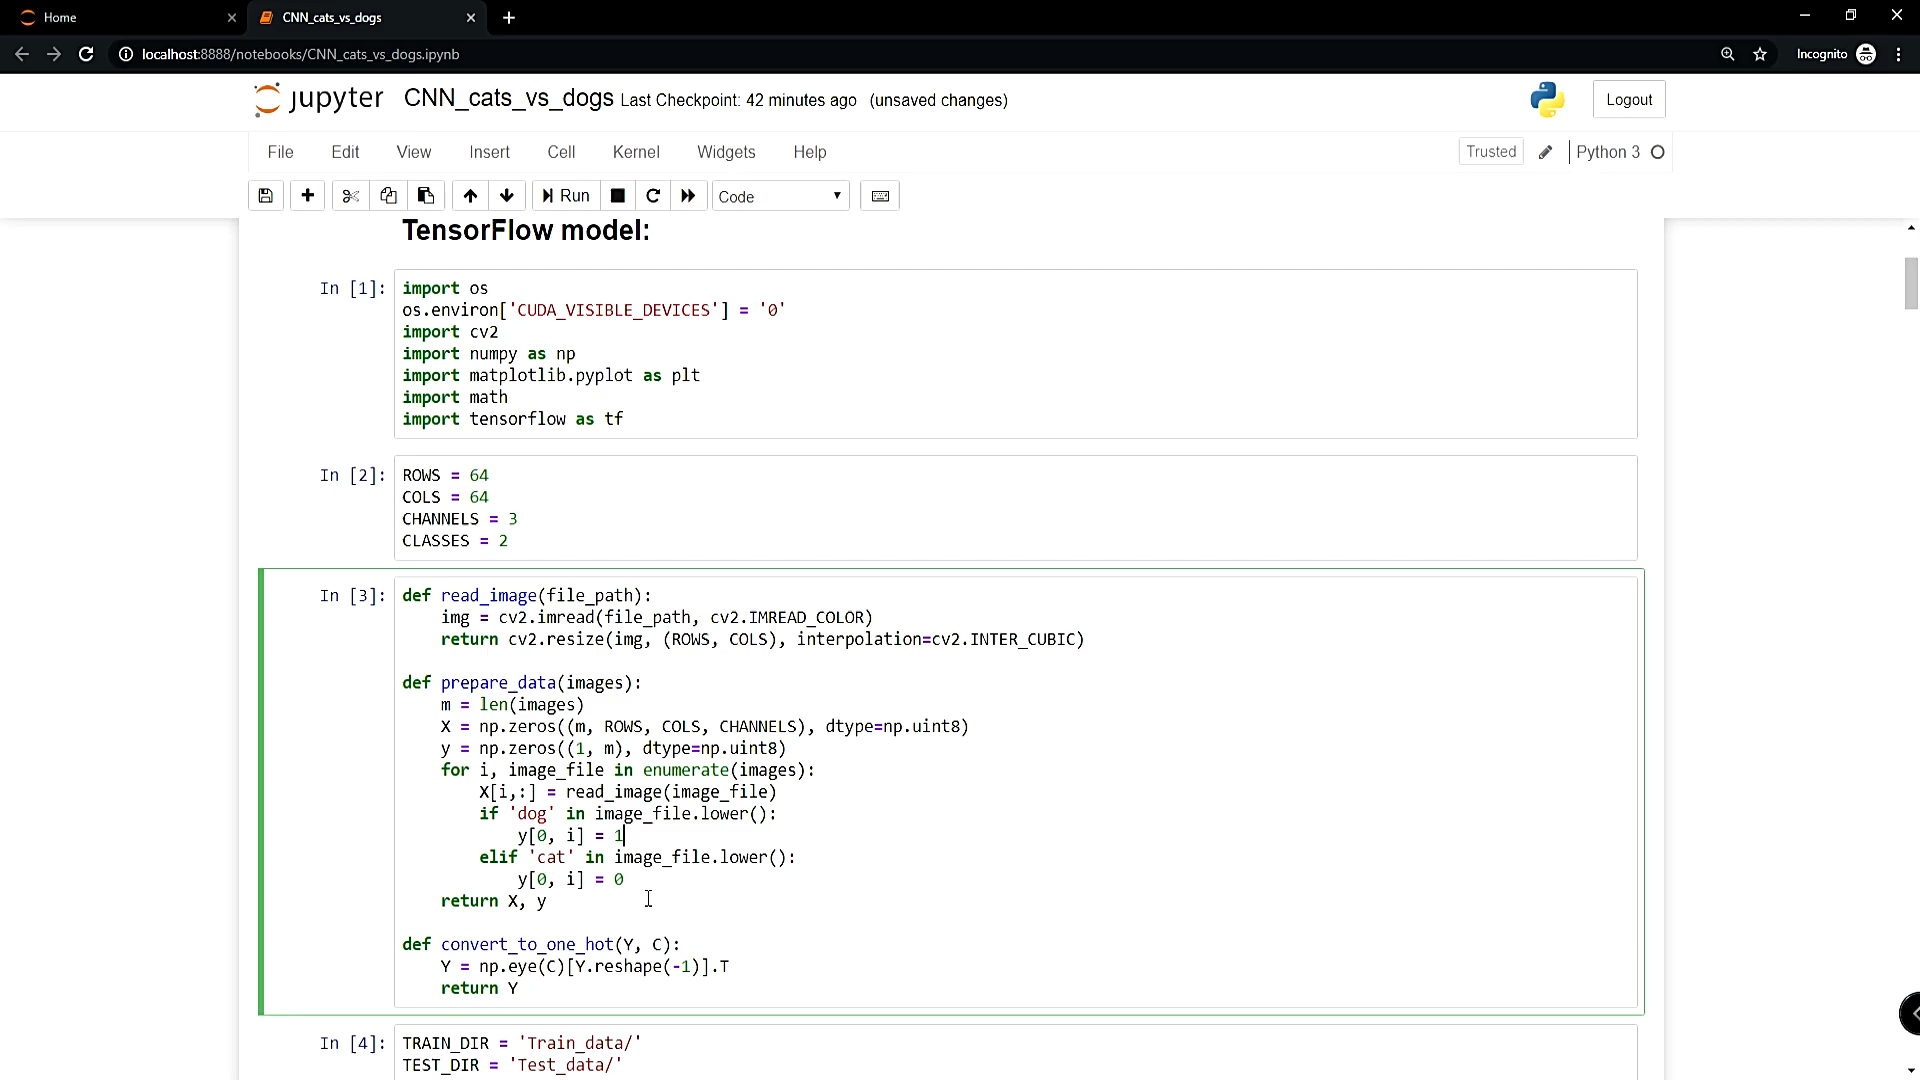 Home
CNN_cats_vs_dogs
localhost:8888/notebooks/CNN_cats_vs_dogs.ipynb
Incognito
jupyter CNN_cats_vs_dogs Last Checkpoint: 42 minutes ago (unsaved changes)
Logout
File Edit View Insert Cell Kernel Widgets Help
Trusted
Python 3
Run
Code
TensorFlow model:
In [1]:
import os
os.environ['CUDA_VISIBLE_DEVICES'] = '0'
import cv2
import numpy as np
import matplotlib.pyplot as plt
import math
import tensorflow as tf
In [2]:
ROWS = 64
COLS = 64
CHANNELS = 3
CLASSES = 2
In [3]:
def read_image(file_path):
    img = cv2.imread(file_path, cv2.IMREAD_COLOR)
    return cv2.resize(img, (ROWS, COLS), interpolation=cv2.INTER_CUBIC)
def prepare_data(images):
    m = len(images)
    X = np.zeros((m, ROWS, COLS, CHANNELS), dtype=np.uint8)
    y = np.zeros((1, m), dtype=np.uint8)
    for i, image_file in enumerate(images):
        X[i,:] = read_image(image_file)
        if 'dog' in image_file.lower():
            y[0, i] = 1
        elif 'cat' in image_file.lower():
            y[0, i] = 0
    return X, y
def convert_to_one_hot(Y, C):
    Y = np.eye(C)[Y.reshape(-1)].T
    return Y
In [4]:
TRAIN_DIR = 'Train_data/'
TEST_DIR = 'Test_data/'